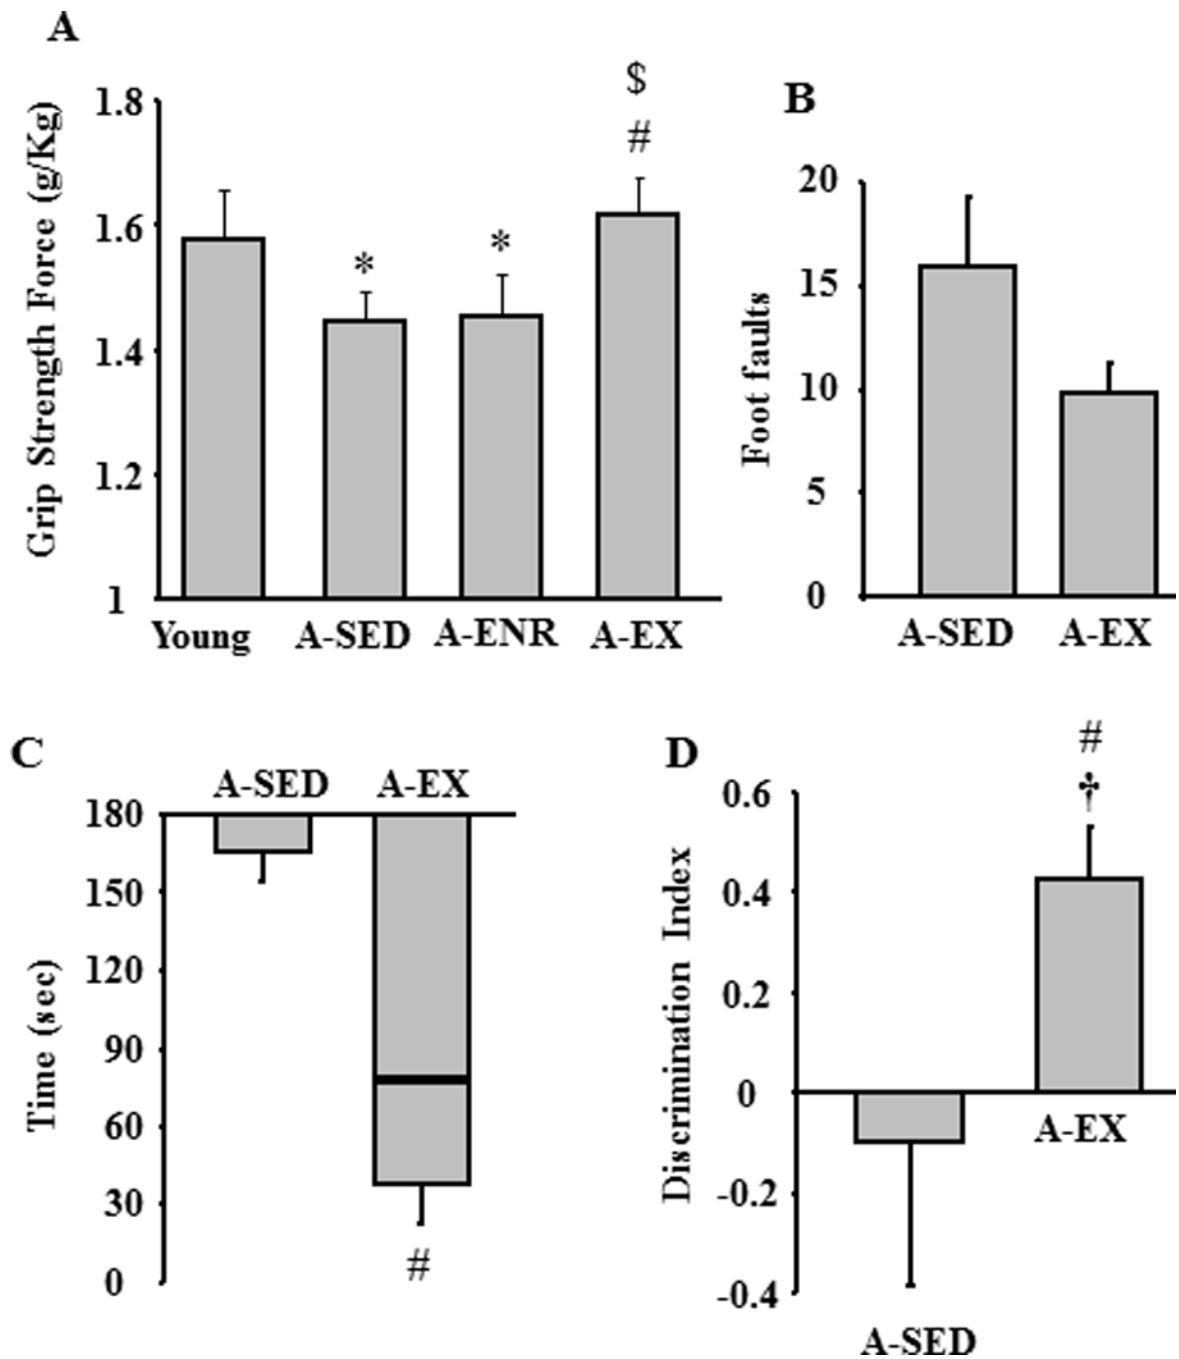 A
Grip Strength Force (g/Kg)
1.8
1.6
1.4
1.2
1
*
*
$
#
Young A-SED A-ENR A-EX
B
Foot faults
20
15
10
5
0
A-SED A-EX
C
A-SED A-EX
Time (sec)
180
150
120
90
60
30
0
#
D
Discrimination Index
#
†
0.6
0.4
0.2
0
-0.2
-0.4
A-EX
A-SED